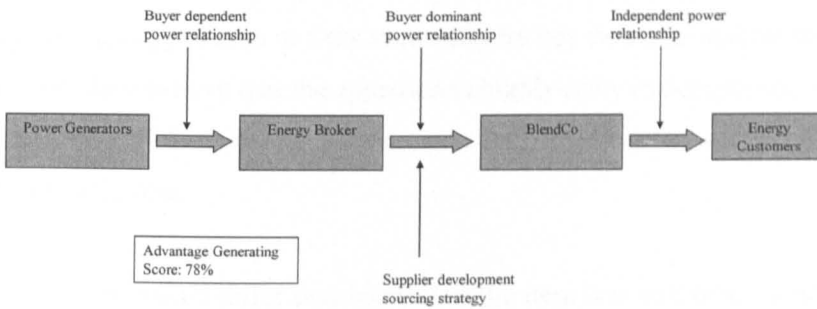 Buyer dependent
power relationship
Buyer dominant
power relationship
Independent power
relationship
Power Generators
Energy Broker
BlendCo
Energy
Customers
Advantage Generating
Score: 78%
Supplier development
sourcing strategy